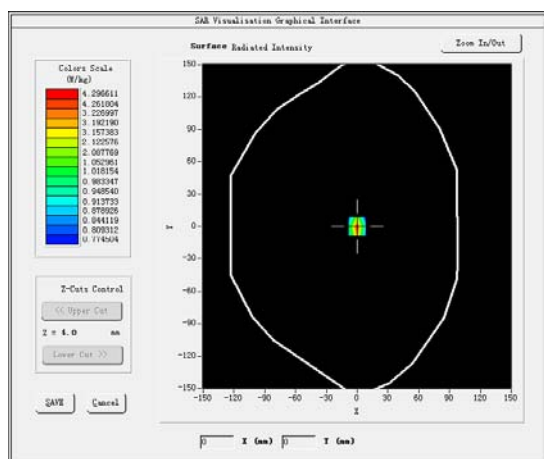 SAR Visualisation Graphical Interface
Surface Radiated Intensity
Zoom In/Out
Colors Scale
(W/kg)
4.296611
4.261804
3.226997
3.192190
3.157383
2.122576
2.087769
1.052961
1.018154
0.983347
0.948540
0.913733
0.878926
0.844119
0.809312
0.774504
Z-Cuts Control
<< Upper Cut
Z = 4.0 mm
Lower Cut >>
SAVE
Cancel
150
120
90
60
30
0
-30
-60
-90
-120
-150
Y
-150 -120 -90 -60 -30 0 30 60 90 120 150
X
0 X (mm) 0 Y (mm)